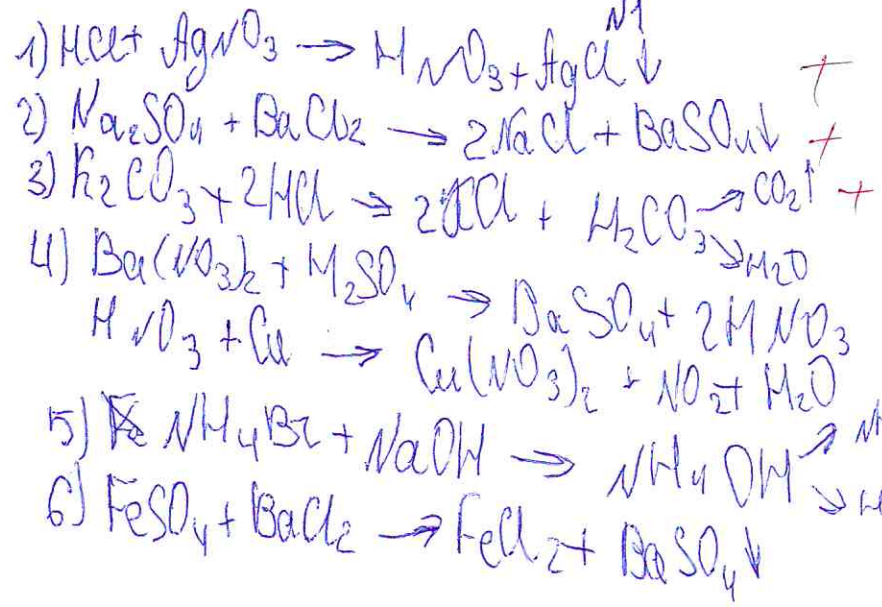 N1
1) HCl + AgNO3 → HNO3 + AgCl↓ +
2) Na2SO4 + BaCl2 → 2NaCl + BaSO4↓ +
3) K2CO3 + 2HCl → 2KCl + H2CO3 → CO2↑ +
↘ H2O
4) Ba(NO3)2 + H2SO4 → BaSO4 + 2HNO3
HNO3 + Cu → Cu(NO3)2 + NO2 + H2O
5) NH4Br + NaOH → NH4OH ↗ NH
↘ H
6) FeSO4 + BaCl2 → FeCl2 + BaSO4↓